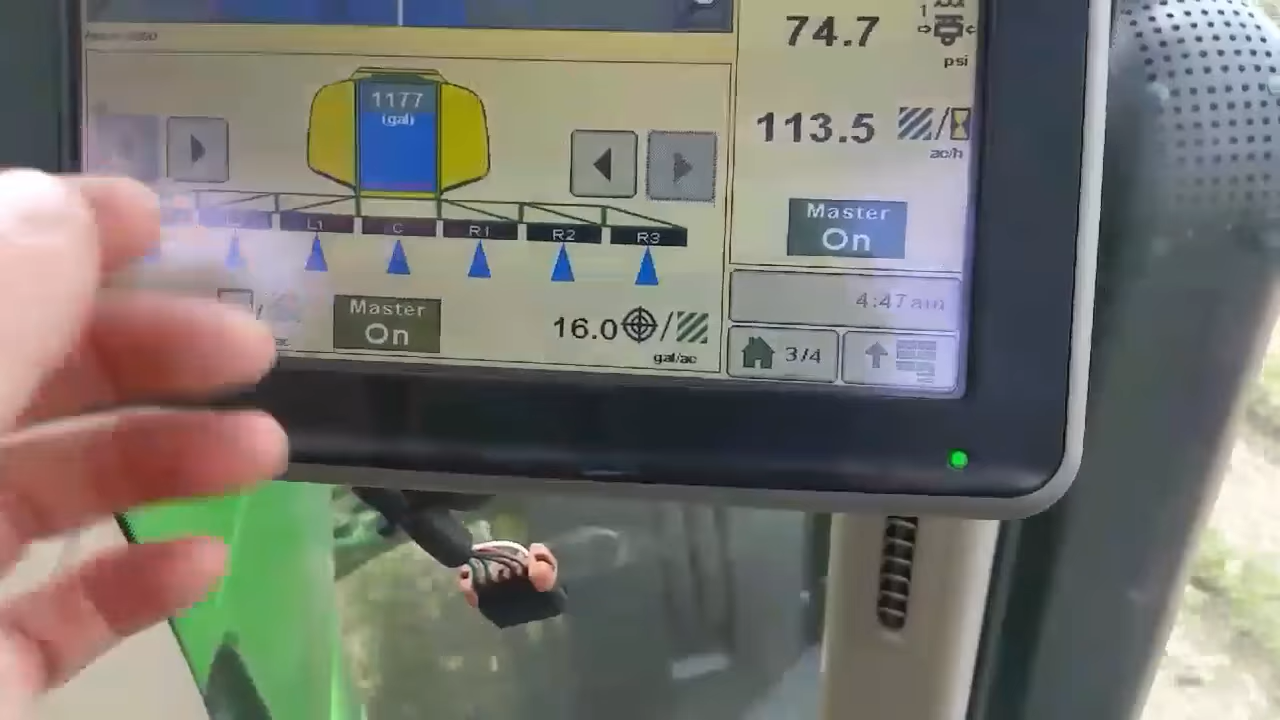 74.7
1
psi
1177
(gal)
113.5
ac/h
Master
On
L1
C
R1
R2
R3
4:47am
Master
On
16.0
gal/ac
3/4